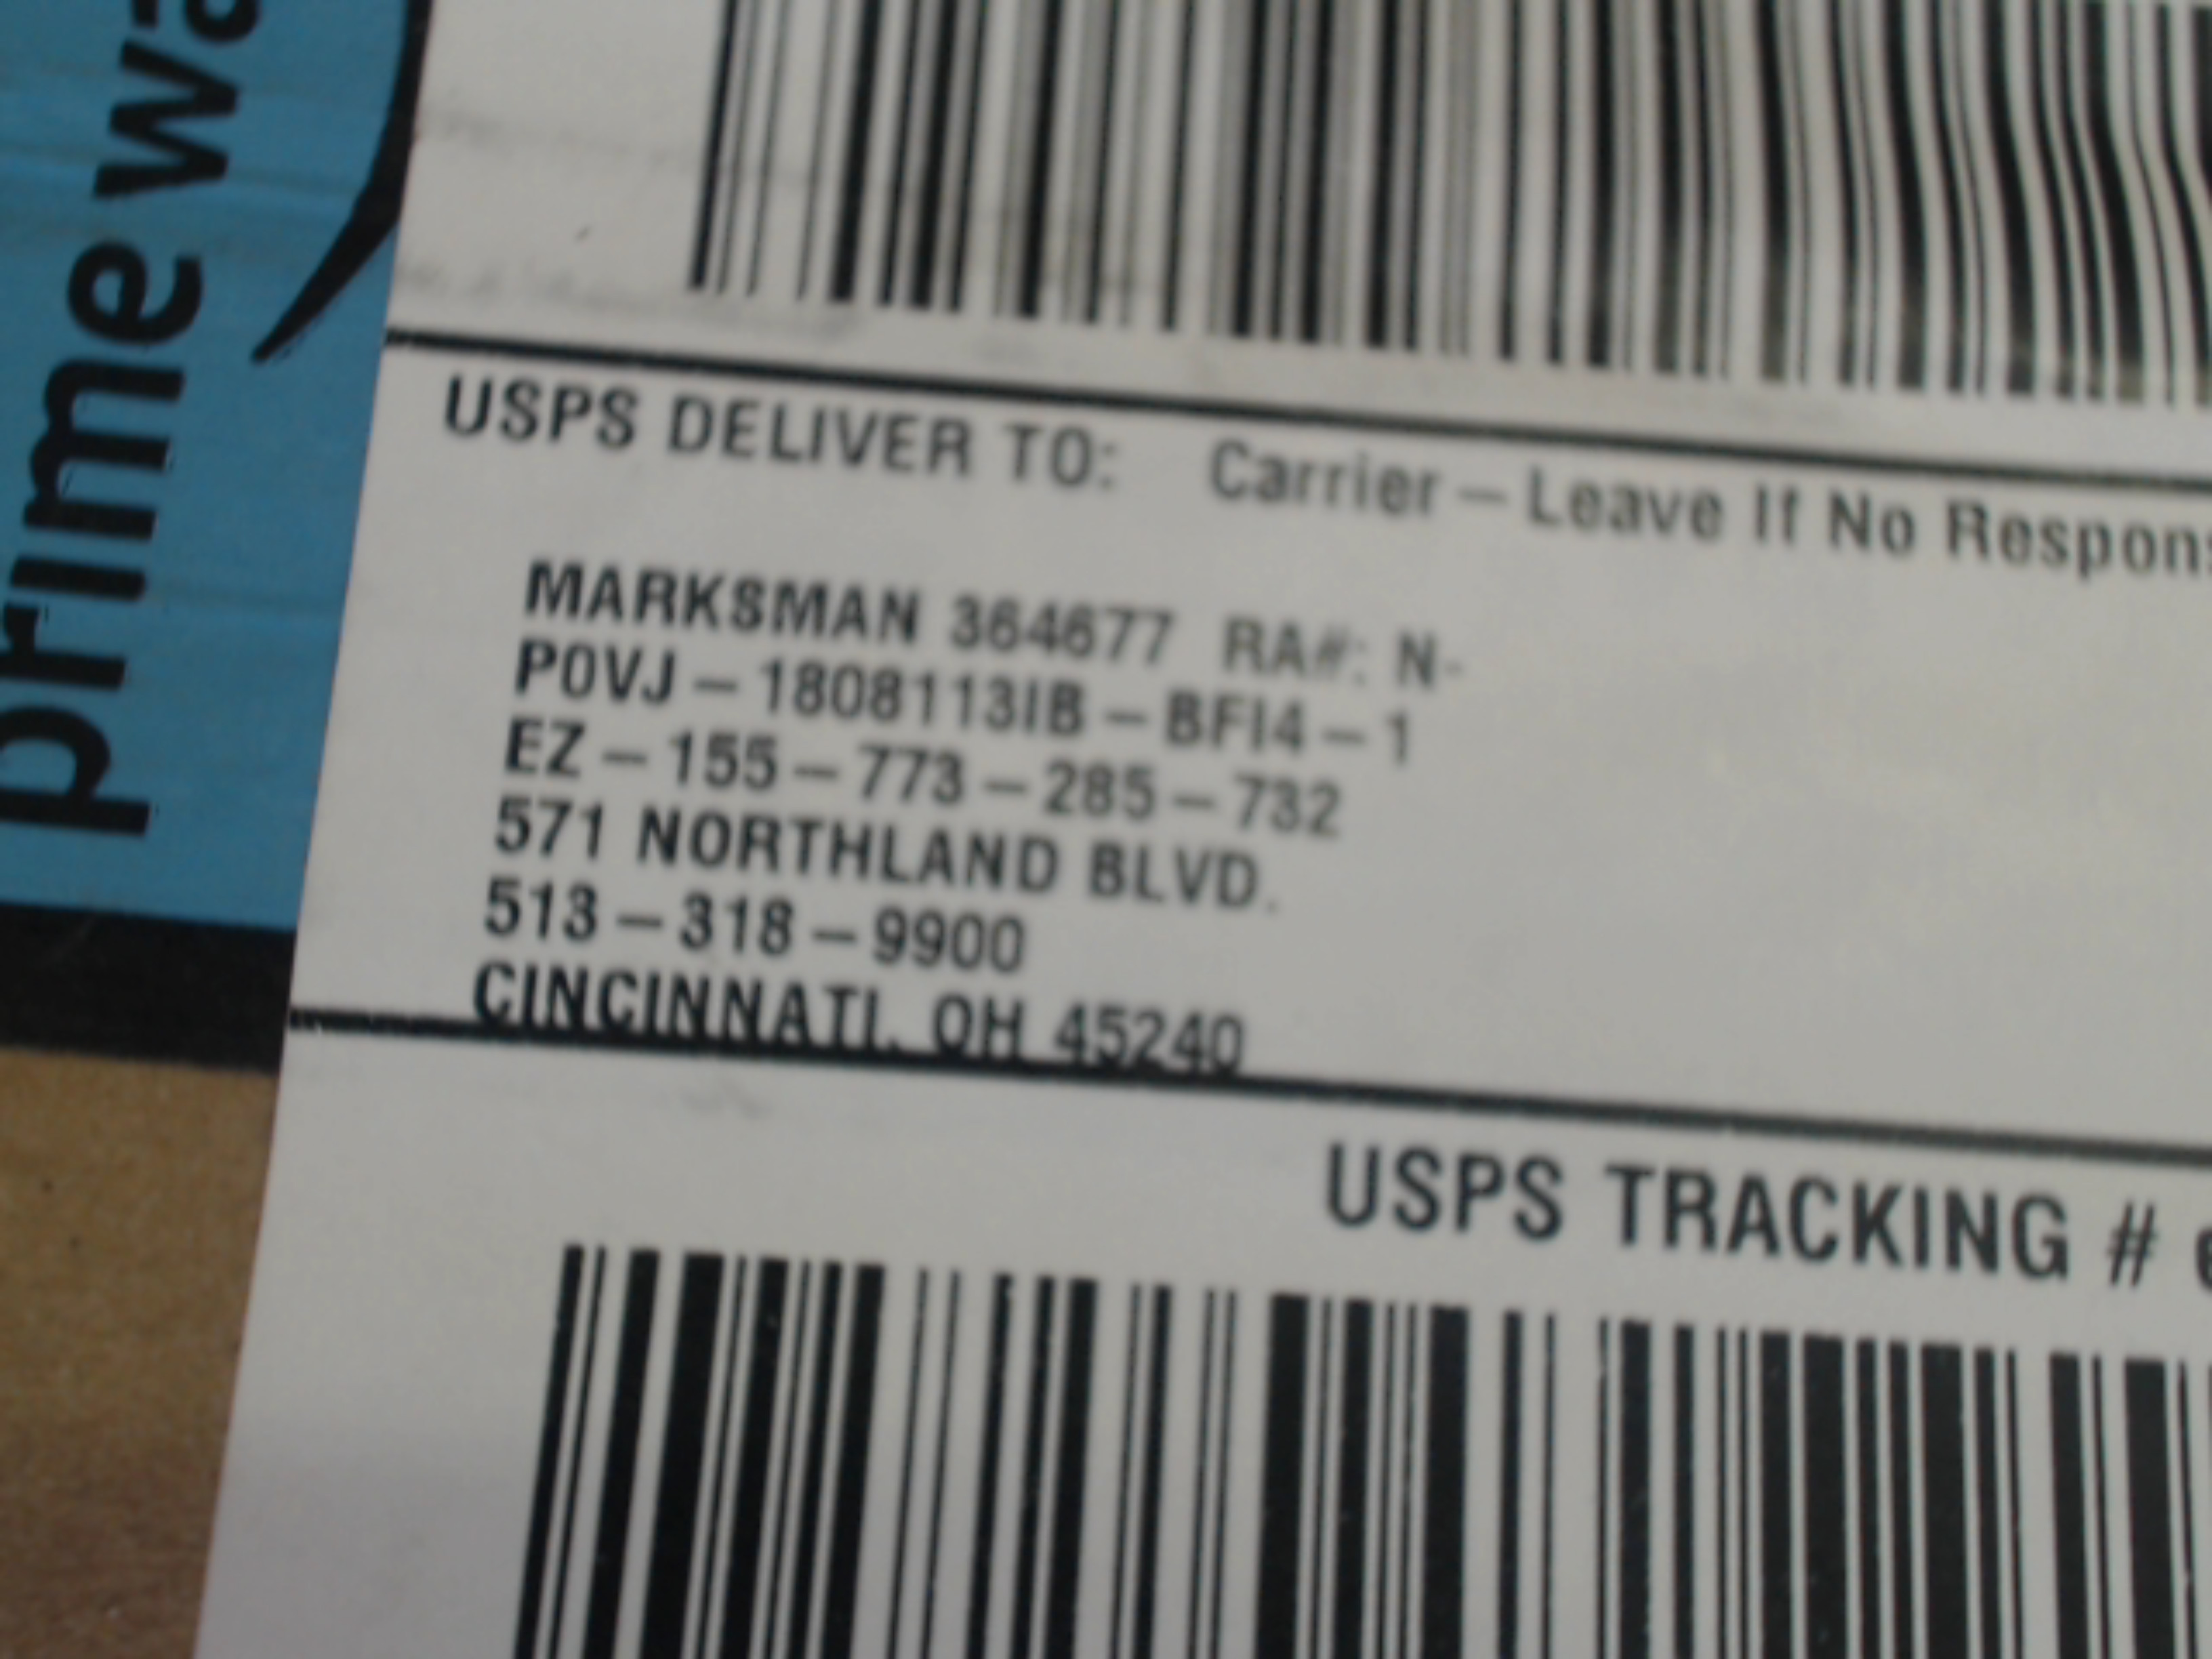 prime wa
USPS DELIVER TO: Carrier – Leave If No Respons
MARKSMAN 364677 RA#: N-
P0VJ – 1808113IB – BFI4 – 1
EZ – 155 – 773 – 285 – 732
571 NORTHLAND BLVD.
513 – 318 – 9900
CINCINNATI, OH 45240
USPS TRACKING # e